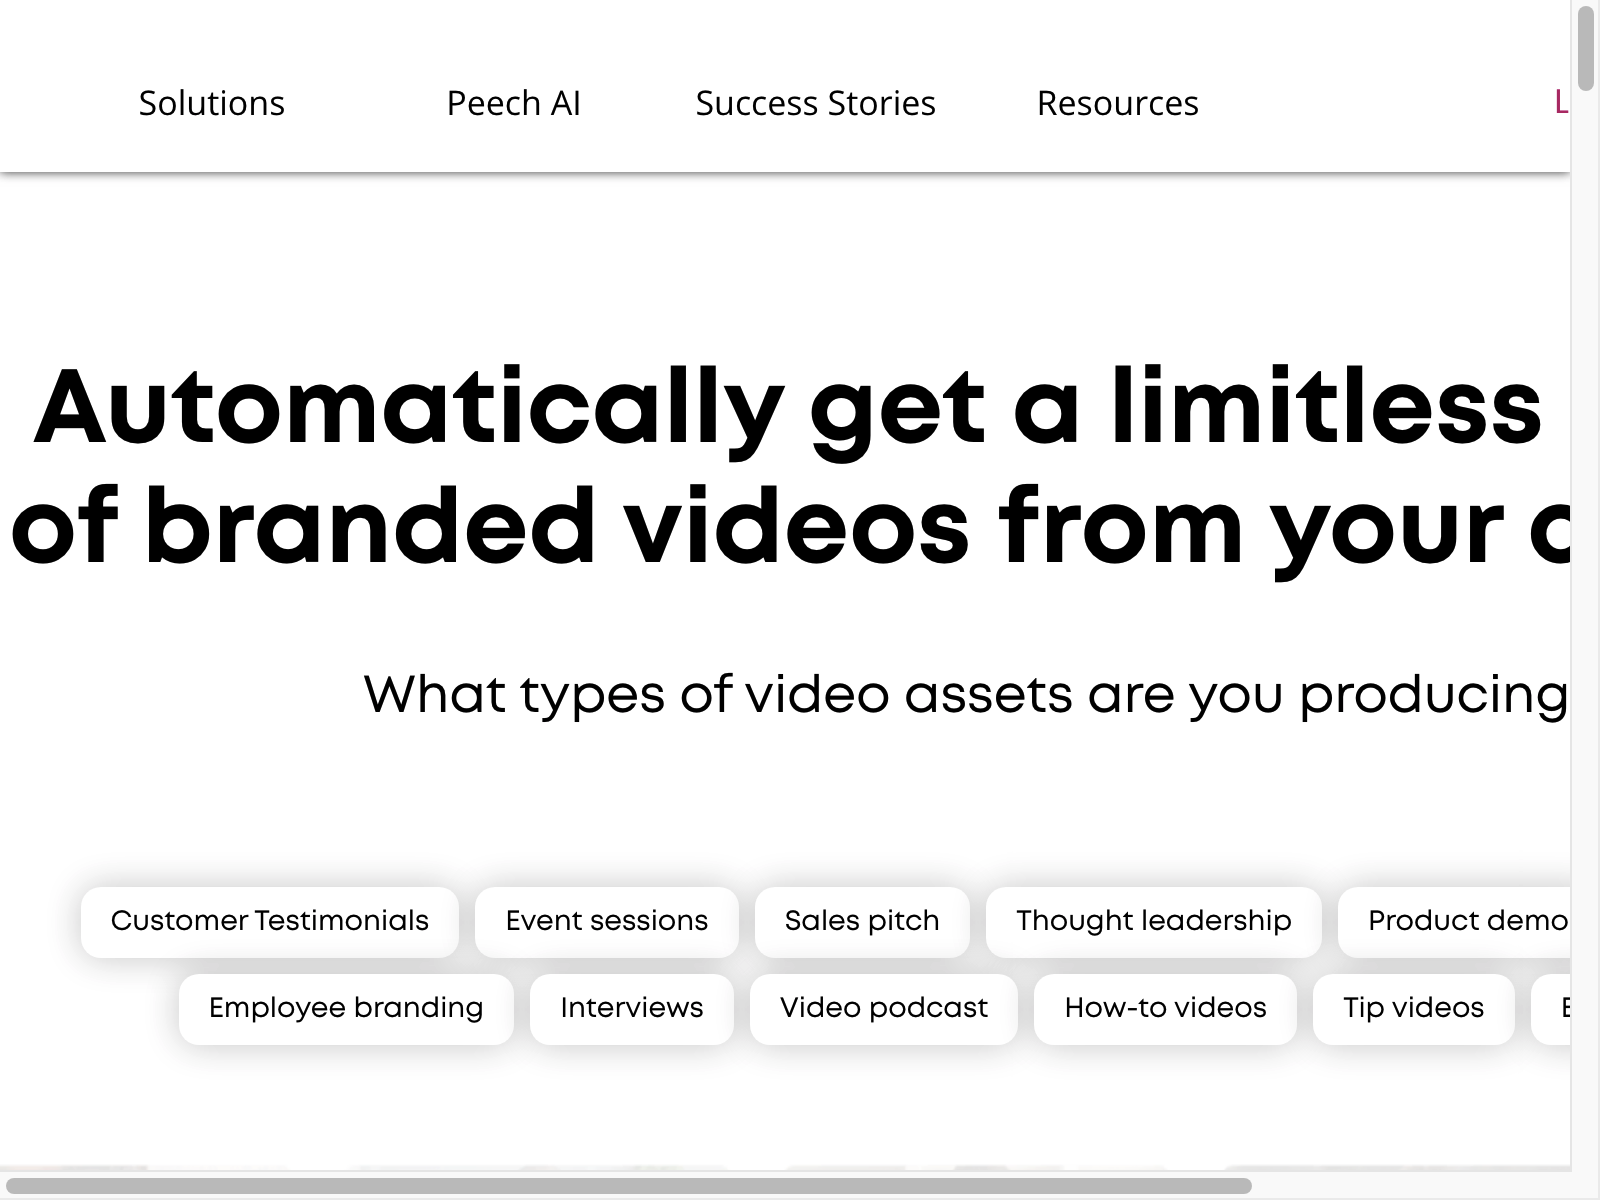 Solutions
Peech AI
Success Stories
Resources
L
Automatically get a limitless
of branded videos from your
What types of video assets are you producing
Customer Testimonials
Event sessions
Sales pitch
Thought leadership
Product demo
Employee branding
Interviews
Video podcast
How-to videos
Tip videos